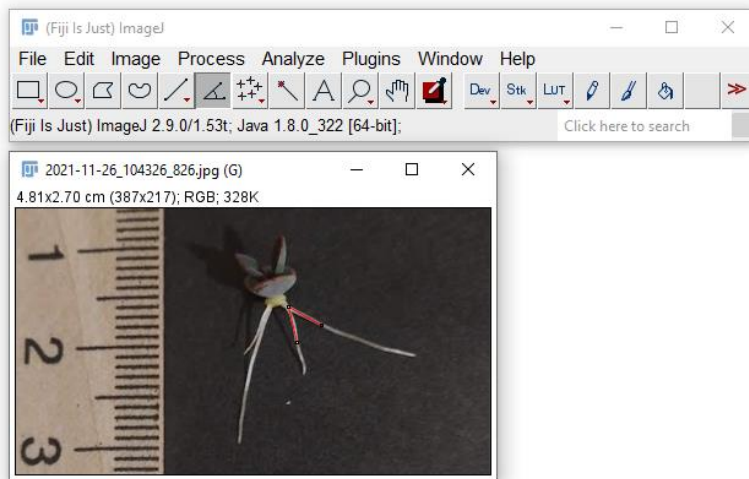 (Fiji Is Just) ImageJ
File Edit Image Process Analyze Plugins Window Help
Dev Stk LUT
(Fiji Is Just) ImageJ 2.9.0/1.53t; Java 1.8.0_322 [64-bit];
Click here to search
2021-11-26_104326_826.jpg (G)
4.81x2.70 cm (387x217); RGB; 328K
1
2
3